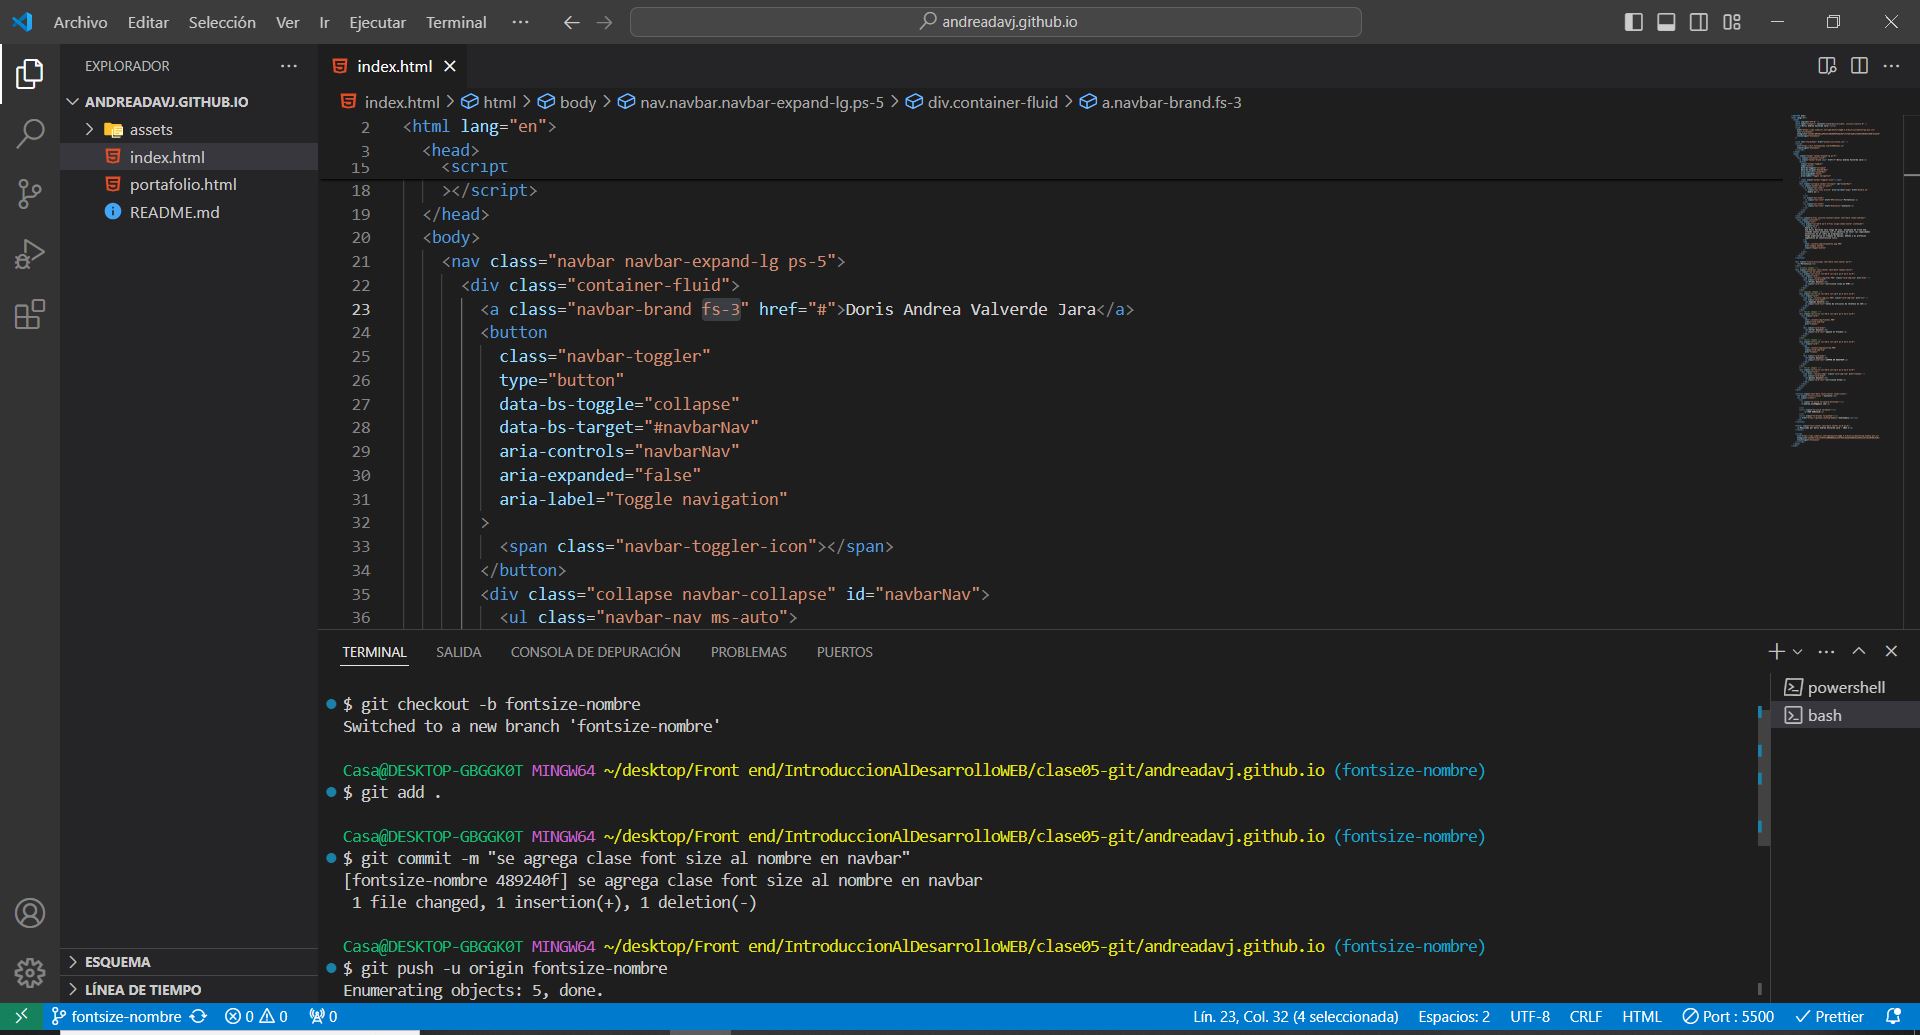 Archivo Editar Selección Ver Ir Ejecutar Terminal ··· andreadavj.github.io
EXPLORADOR ···
ANDREADAVJ.GITHUB.IO
assets
index.html
portafolio.html
README.md
ESQUEMA
LÍNEA DE TIEMPO
index.html
index.html > html > body > nav.navbar.navbar-expand-lg.ps-5 > div.container-fluid > a.navbar-brand.fs-3
2 <html lang="en">
3 <head>
15 <script
18 ></script>
19 </head>
20 <body>
21 <nav class="navbar navbar-expand-lg ps-5">
22 <div class="container-fluid">
23 <a class="navbar-brand fs-3" href="#">Doris Andrea Valverde Jara</a>
24 <button
25 class="navbar-toggler"
26 type="button"
27 data-bs-toggle="collapse"
28 data-bs-target="#navbarNav"
29 aria-controls="navbarNav"
30 aria-expanded="false"
31 aria-label="Toggle navigation"
32 >
33 <span class="navbar-toggler-icon"></span>
34 </button>
35 <div class="collapse navbar-collapse" id="navbarNav">
36 <ul class="navbar-nav ms-auto">
TERMINAL SALIDA CONSOLA DE DEPURACIÓN PROBLEMAS PUERTOS
$ git checkout -b fontsize-nombre
Switched to a new branch 'fontsize-nombre'
Casa@DESKTOP-GBGGK0T MINGW64 ~/desktop/Front end/IntroduccionAlDesarrolloWEB/clase05-git/andreadavj.github.io (fontsize-nombre)
$ git add .
Casa@DESKTOP-GBGGK0T MINGW64 ~/desktop/Front end/IntroduccionAlDesarrolloWEB/clase05-git/andreadavj.github.io (fontsize-nombre)
$ git commit -m "se agrega clase font size al nombre en navbar"
[fontsize-nombre 489240f] se agrega clase font size al nombre en navbar
1 file changed, 1 insertion(+), 1 deletion(-)
Casa@DESKTOP-GBGGK0T MINGW64 ~/desktop/Front end/IntroduccionAlDesarrolloWEB/clase05-git/andreadavj.github.io (fontsize-nombre)
$ git push -u origin fontsize-nombre
Enumerating objects: 5, done.
powershell
bash
fontsize-nombre 0 0 0 Lín. 23, Col. 32 (4 seleccionada) Espacios: 2 UTF-8 CRLF HTML Port : 5500 Prettier